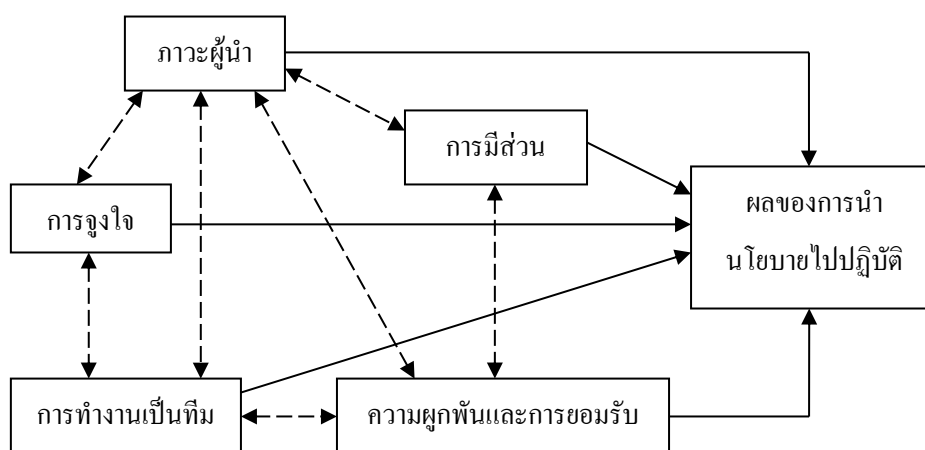 ภาวะผู้นำ
การมีส่วน
ผลของการนำ
นโยบายไปปฏิบัติ
การจูงใจ
การทำงานเป็นทีม
ความผูกพันและการยอมรับ